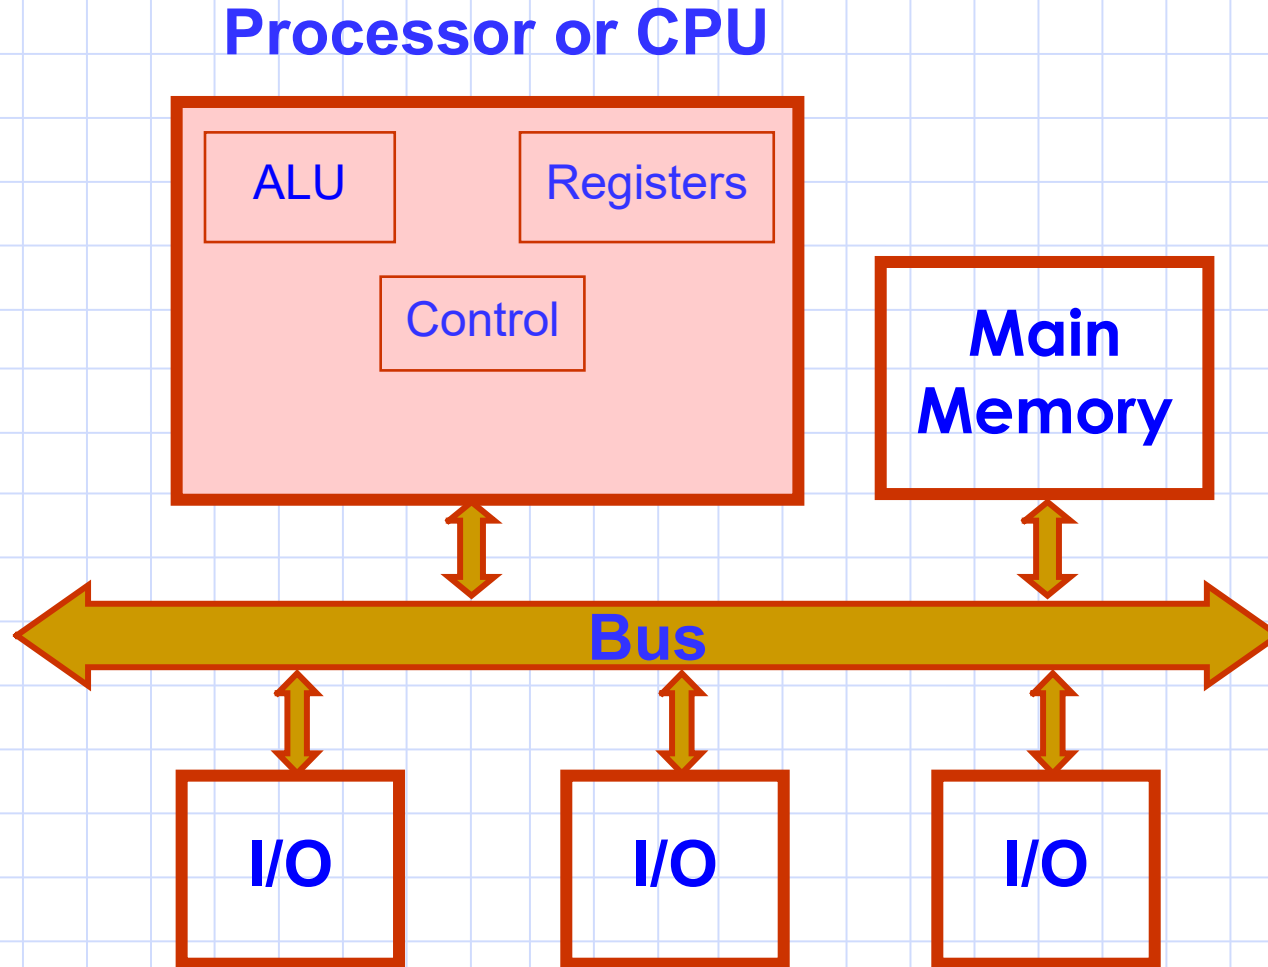 Processor or CPU
ALU
Registers
Control
Main
Memory
Bus
I/O
I/O
I/O